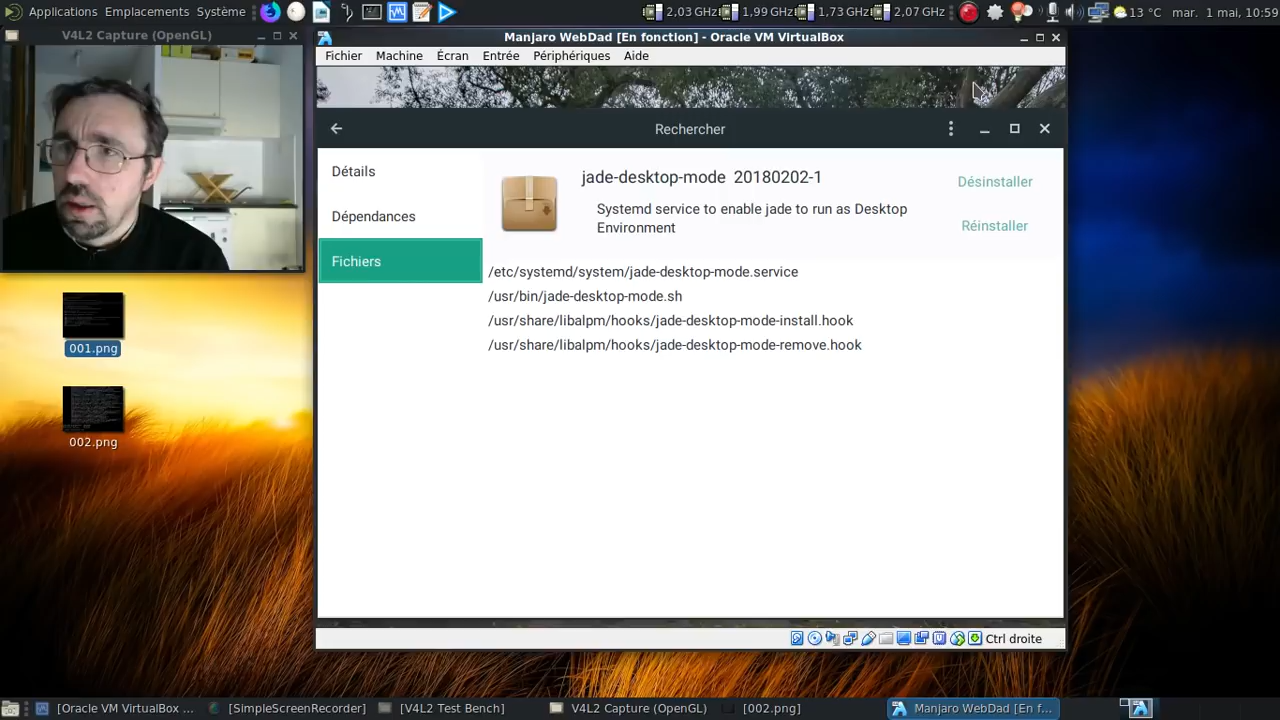 Applications Emplacements Système
2,03 GHz 1,99 GHz 1,73 GHz 2,07 GHz 13 °C mar. 1 mai, 10:59
V4L2 Capture (OpenGL)
Manjaro WebDad [En fonction] - Oracle VM VirtualBox
Fichier Machine Écran Entrée Périphériques Aide
Rechercher
Détails
Dépendances
Fichiers
jade-desktop-mode 20180202-1
Systemd service to enable jade to run as Desktop
Environment
Désinstaller
Réinstaller
/etc/systemd/system/jade-desktop-mode.service
/usr/bin/jade-desktop-mode.sh
/usr/share/libalpm/hooks/jade-desktop-mode-install.hook
/usr/share/libalpm/hooks/jade-desktop-mode-remove.hook
001.png
002.png
Ctrl droite
[Oracle VM VirtualBox ... [SimpleScreenRecorder] [V4L2 Test Bench] V4L2 Capture (OpenGL) [002.png] Manjaro WebDad [En f...